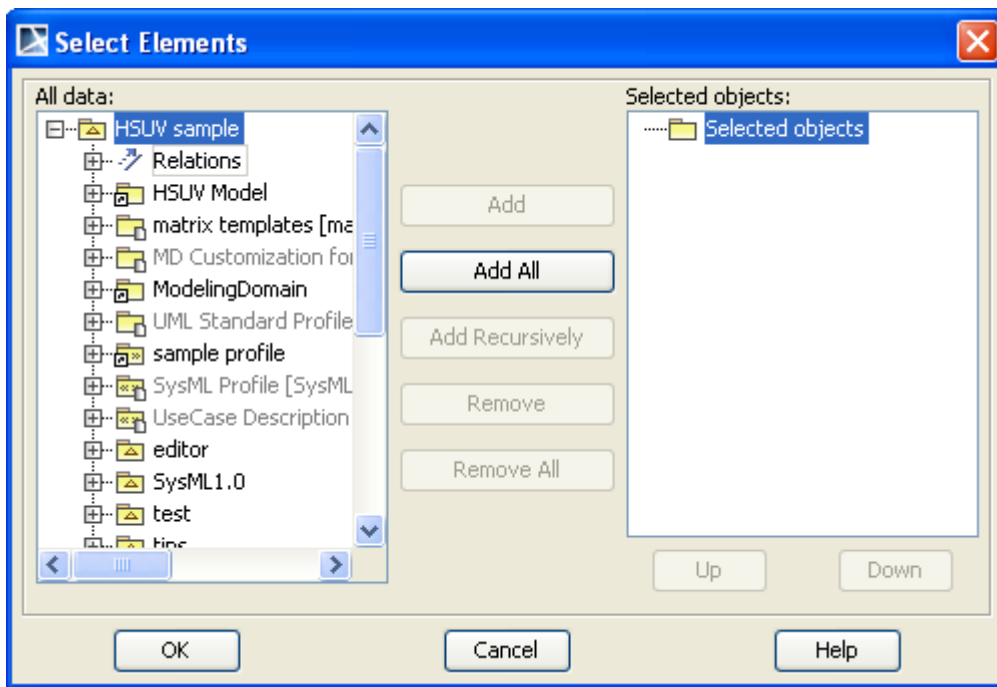 Select Elements
All data:
HSUV sample
Relations
HSUV Model
matrix templates [ma
MD Customization for
ModelingDomain
UML Standard Profile
sample profile
SysML Profile [SysML
UseCase Description
editor
SysML1.0
test
tips
Add
Add All
Add Recursively
Remove
Remove All
Selected objects:
Selected objects
Up
Down
OK
Cancel
Help